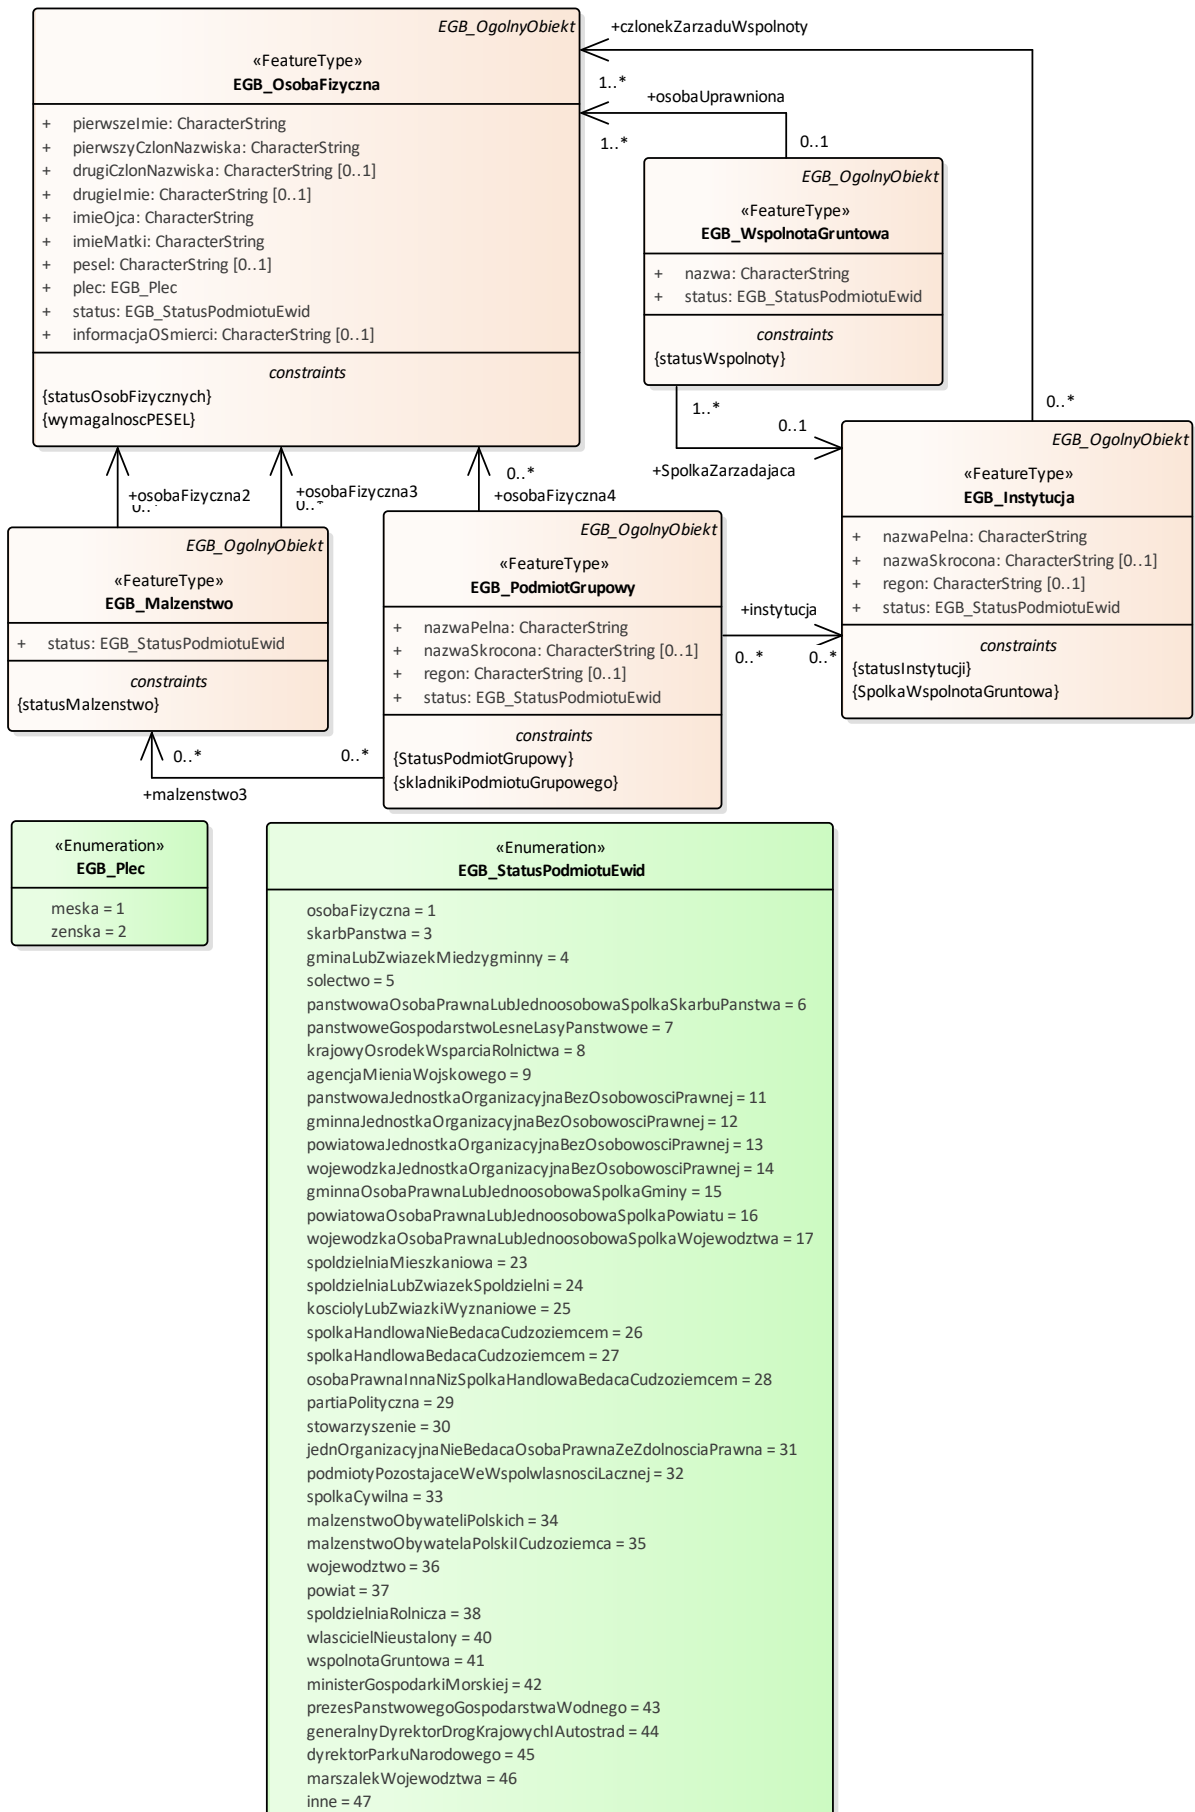 EGB_OgolnyObiekt
«FeatureType»
EGB_OsobaFizyczna
+ pierwszeImie: CharacterString
+ pierwszyCzlonNazwiska: CharacterString
+ drugiCzlonNazwiska: CharacterString [0..1]
+ drugieImie: CharacterString [0..1]
+ imieOjca: CharacterString
+ imieMatki: CharacterString
+ pesel: CharacterString [0..1]
+ plec: EGB_Plec
+ status: EGB_StatusPodmiotuEwid
+ informacjaOSmierci: CharacterString [0..1]
constraints
{statusOsobFizycznych}
{wymagalnoscPESEL}
+członekZarzaduWspolnoty
1..*
+osobaUprawniona
1..*
0..1
EGB_OgolnyObiekt
«FeatureType»
EGB_WspolnotaGruntowa
+ nazwa: CharacterString
+ status: EGB_StatusPodmiotuEwid
constraints
{statusWspolnoty}
1..*
0..1
+SpolkaZarzadajaca
0..*
EGB_OgolnyObiekt
«FeatureType»
EGB_Instytucja
+ nazwaPelna: CharacterString
+ nazwaSkrocona: CharacterString [0..1]
+ regon: CharacterString [0..1]
+ status: EGB_StatusPodmiotuEwid
constraints
{statusInstytucji}
{SpolkaWspolnotaGruntowa}
+osobaFizyczna2
+osobaFizyczna3
0..*
+osobaFizyczna4
EGB_OgolnyObiekt
«FeatureType»
EGB_Malzenstwo
+ status: EGB_StatusPodmiotuEwid
constraints
{statusMalzenstwo}
EGB_OgolnyObiekt
«FeatureType»
EGB_PodmiotGrupowy
+ nazwaPelna: CharacterString
+ nazwaSkrocona: CharacterString [0..1]
+ regon: CharacterString [0..1]
+ status: EGB_StatusPodmiotuEwid
constraints
{StatusPodmiotGrupowy}
{skladnikiPodmiotuGrupowego}
+instytucja
0..*
0..*
0..*
0..*
+malzenstwo3
«Enumeration»
EGB_Plec
meska = 1
zenska = 2
«Enumeration»
EGB_StatusPodmiotuEwid
osobaFizyczna = 1
skarbPanstwa = 3
gminaLubZwiazekMiedzygminny = 4
solectwo = 5
panstwowaOsobaPrawnaLubJednoosobowaSpolkaSkarbuPanstwa = 6
panstwoweGospodarstwoLesneLasyPanstwowe = 7
krajowyOsrodekWsparciaRolnictwa = 8
agencjaMieniaWojskowego = 9
panstwowaJednostkaOrganizacyjnaBezOsobowosciPrawnej = 11
gminnaJednostkaOrganizacyjnaBezOsobowosciPrawnej = 12
powiatowaJednostkaOrganizacyjnaBezOsobowosciPrawnej = 13
wojewodzkaJednostkaOrganizacyjnaBezOsobowosciPrawnej = 14
gminnaOsobaPrawnaLubJednoosobowaSpolkaGminy = 15
powiatowaOsobaPrawnaLubJednoosobowaSpolkaPowiatu = 16
wojewodzkaOsobaPrawnaLubJednoosobowaSpolkaWojewodztwa = 17
spoldzielniaMieszkaniowa = 23
spoldzielniaLubZwiazekSpoldzielni = 24
koscioly​LubZwiazkiWyznaniowe = 25
spolkaHandlowaNieBedacaCudzoziemcem = 26
spolkaHandlowaBedacaCudzoziemcem = 27
osobaPrawnaInnaNizSpolkaHandlowaBedacaCudzoziemcem = 28
partiaPolityczna = 29
stowarzyszenie = 30
jednOrganizacyjnaNieBedacaOsobaPrawnaZeZdolnosciaPrawna = 31
podmiotyPozostajaceWeWspolwlasnosciLacznej = 32
spolkaCywilna = 33
malzenstwoObywateliPolskich = 34
malzenstwoObywatelaPolskiICudzoziemca = 35
wojewodztwo = 36
powiat = 37
spoldzielniaRolnicza = 38
wlascicielNieustalony = 40
wspolnotaGruntowa = 41
ministerGospodarkiMorskiej = 42
prezesPanstwowegoGospodarstwaWodnego = 43
generalnyDyrektorDrogKrajowychIAutostrad = 44
dyrektorParkuNarodowego = 45
marszalekWojewodztwa = 46
inne = 47